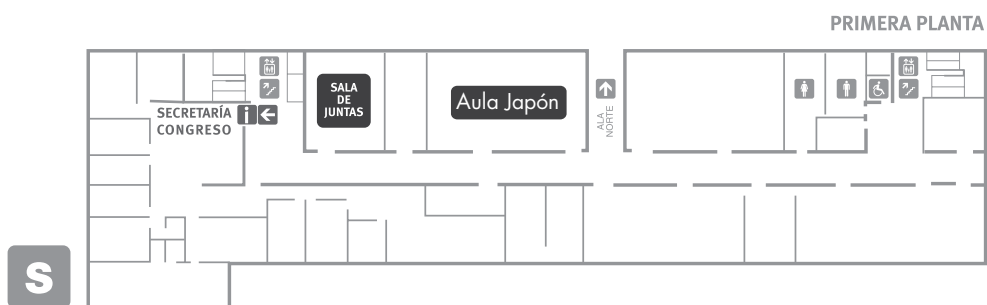 PRIMERA PLANTA
SALA
DE
JUNTAS
Aula Japón
SECRETARÍA
CONGRESO
i
ALA
NORTE
S